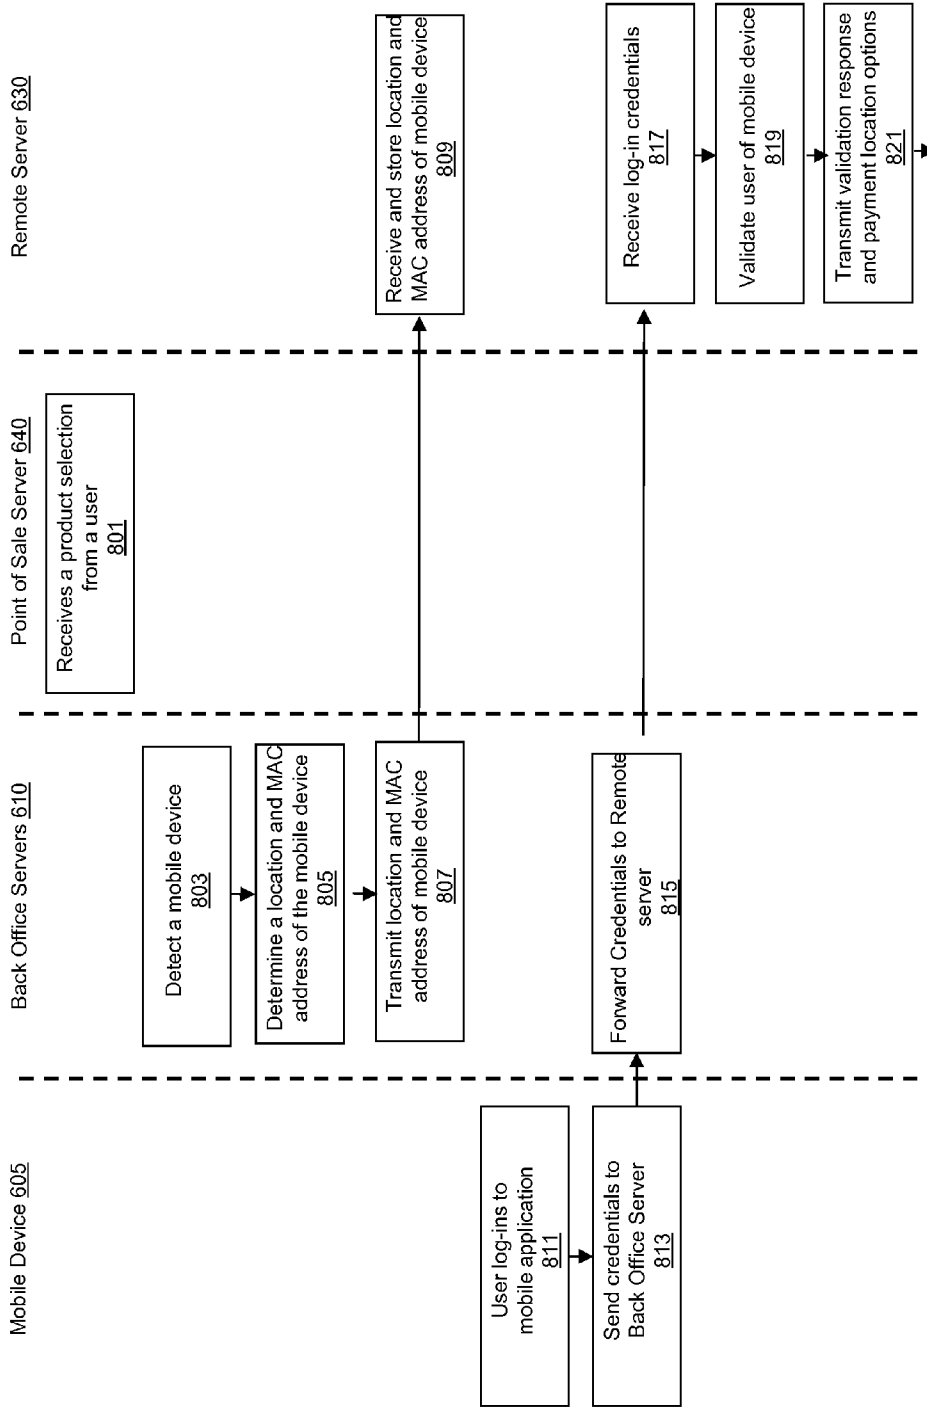 Mobile Device 605
Back Office Servers 610
Point of Sale Server 640
Remote Server 630
Receives a product selection
from a user
801
Detect a mobile device
803
Determine a location and MAC
address of the mobile device
805
Transmit location and MAC
address of mobile device
807
Receive and store location and
MAC address of mobile device
809
User log-ins to
mobile application
811
Send credentials to
Back Office Server
813
Forward Credentials to Remote
server
815
Receive log-in credentials
817
Validate user of mobile device
819
Transmit validation response
and payment location options
821